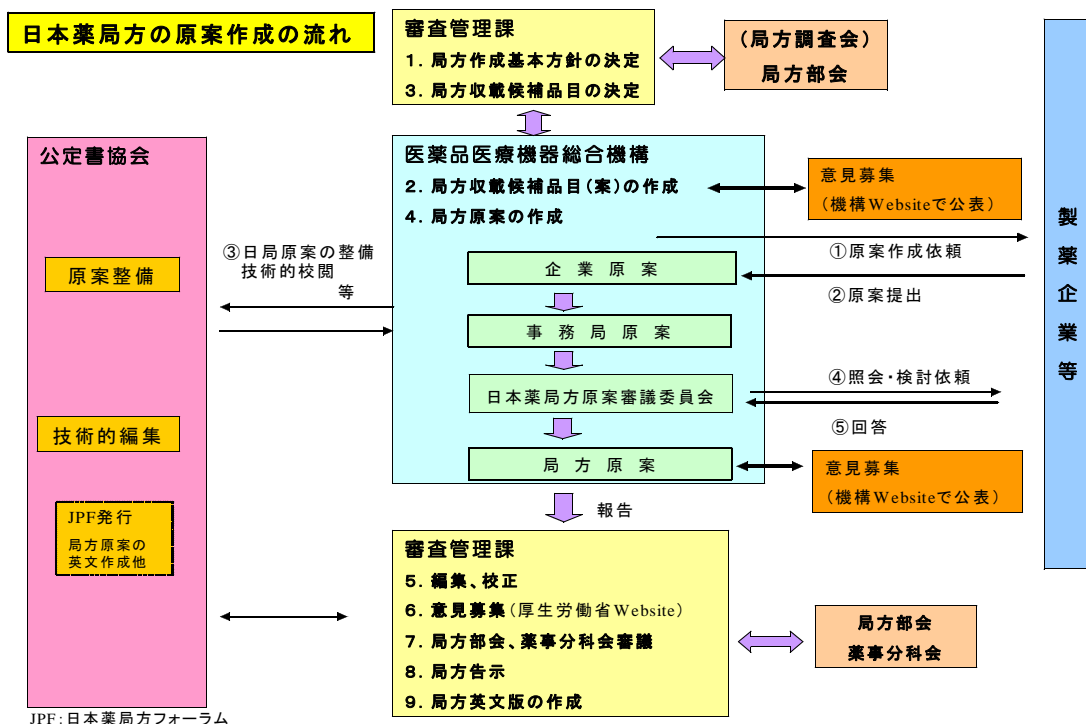 日本薬局方の原案作成の流れ
審査管理課
1. 局方作成基本方針の決定
3. 局方収載候補品目の決定
(局方調査会)
局方部会
公定書協会
原案整備
技術的編集
JPF発行
局方原案の
英文作成他
JPF:日本薬局方フォーラム
③日局原案の整備
技術的校閲
等
医薬品医療機器総合機構
2. 局方収載候補品目(案)の作成
4. 局方原案の作成
企業原案
事務局原案
日本薬局方原案審議委員会
局方原案
報告
意見募集
(機構Websiteで公表)
①原案作成依頼
②原案提出
④照会・検討依頼
⑤回答
意見募集
(機構Websiteで公表)
製薬企業等
審査管理課
5. 編集、校正
6. 意見募集(厚生労働省Website)
7. 局方部会、薬事分科会審議
8. 局方告示
9. 局方英文版の作成
局方部会
薬事分科会